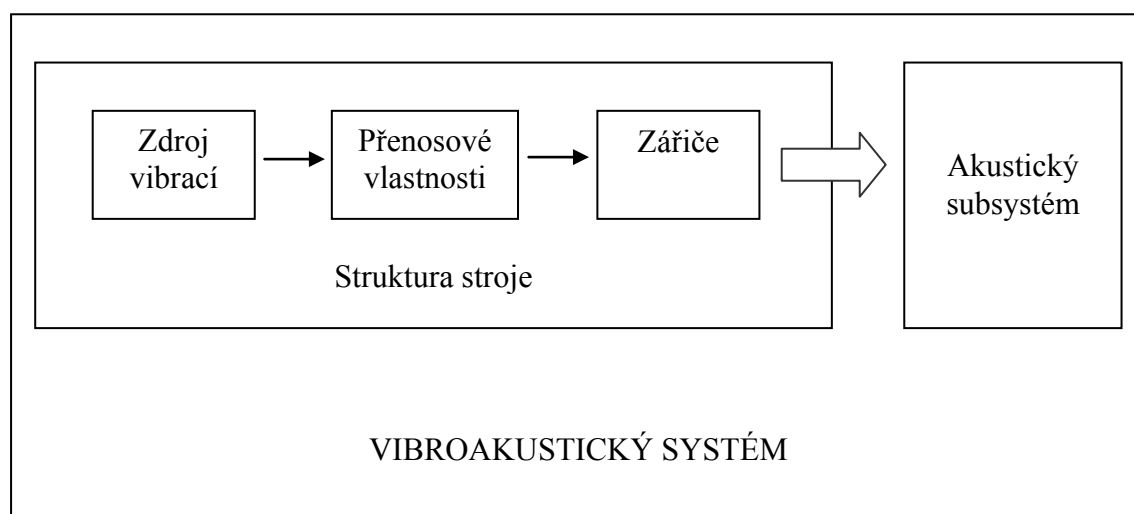 Zdroj
vibrací
Přenosové
vlastnosti
Zářiče
Akustický
subsystém
Struktura stroje
VIBROAKUSTICKÝ SYSTÉM